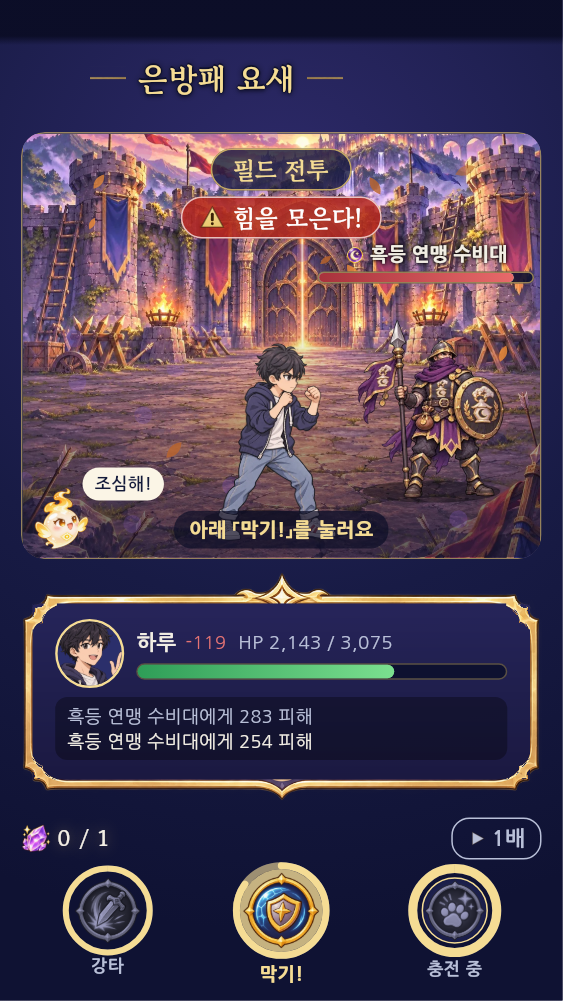 은방패 요새
필드 전투
힘을 모은다!
흑등 연맹 수비대
조심해!
아래 「막기!」를 눌러요
하루 -119 HP 2,143 / 3,075
흑등 연맹 수비대에게 283 피해
흑등 연맹 수비대에게 254 피해
0 / 1
▶ 1배
강타
막기!
충전 중